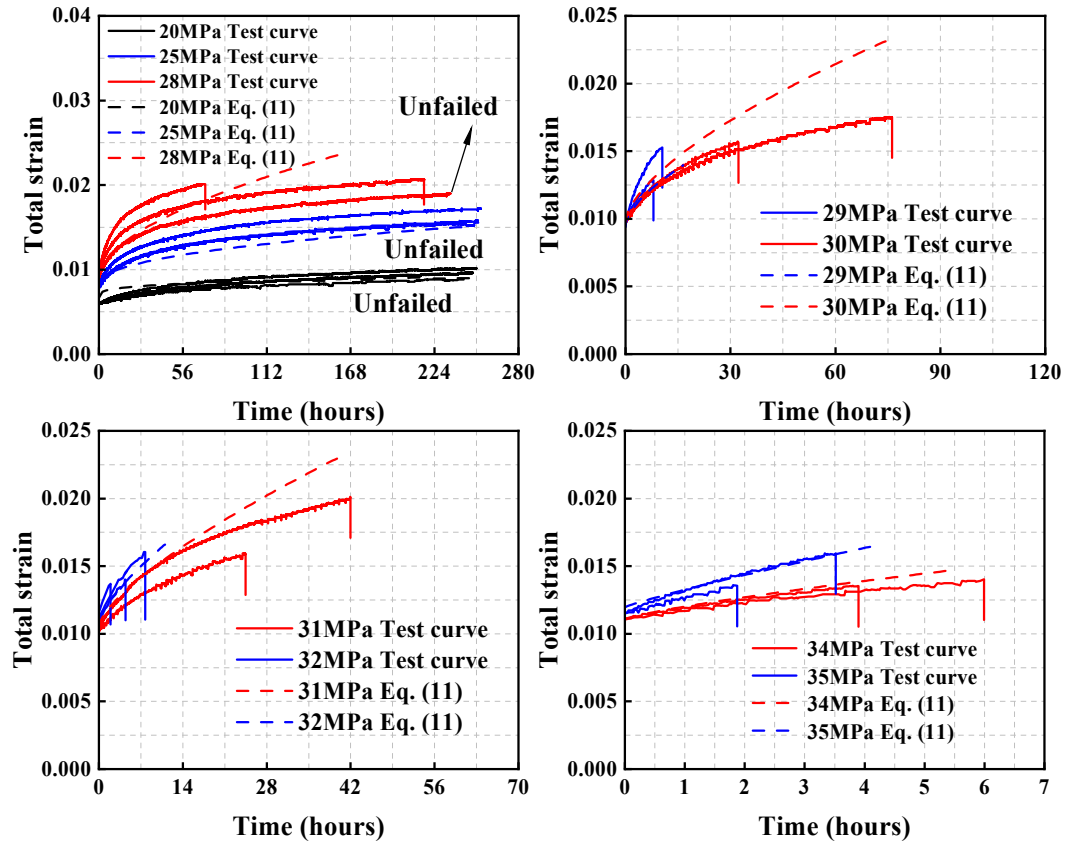 0.04
0.03
0.02
0.01
0.00
Total strain
20MPa Test curve
25MPa Test curve
28MPa Test curve
20MPa Eq. (11)
25MPa Eq. (11)
28MPa Eq. (11)
Unfailed
Unfailed
Unfailed
0 56 112 168 224 280
Time (hours)
0.025
0.020
0.015
0.010
0.005
0.000
Total strain
29MPa Test curve
30MPa Test curve
29MPa Eq. (11)
30MPa Eq. (11)
0 30 60 90 120
Time (hours)
0.025
0.020
0.015
0.010
0.005
0.000
Total strain
31MPa Test curve
32MPa Test curve
31MPa Eq. (11)
32MPa Eq. (11)
0 14 28 42 56 70
Time (hours)
0.025
0.020
0.015
0.010
0.005
0.000
Total strain
34MPa Test curve
35MPa Test curve
34MPa Eq. (11)
35MPa Eq. (11)
0 1 2 3 4 5 6 7
Time (hours)